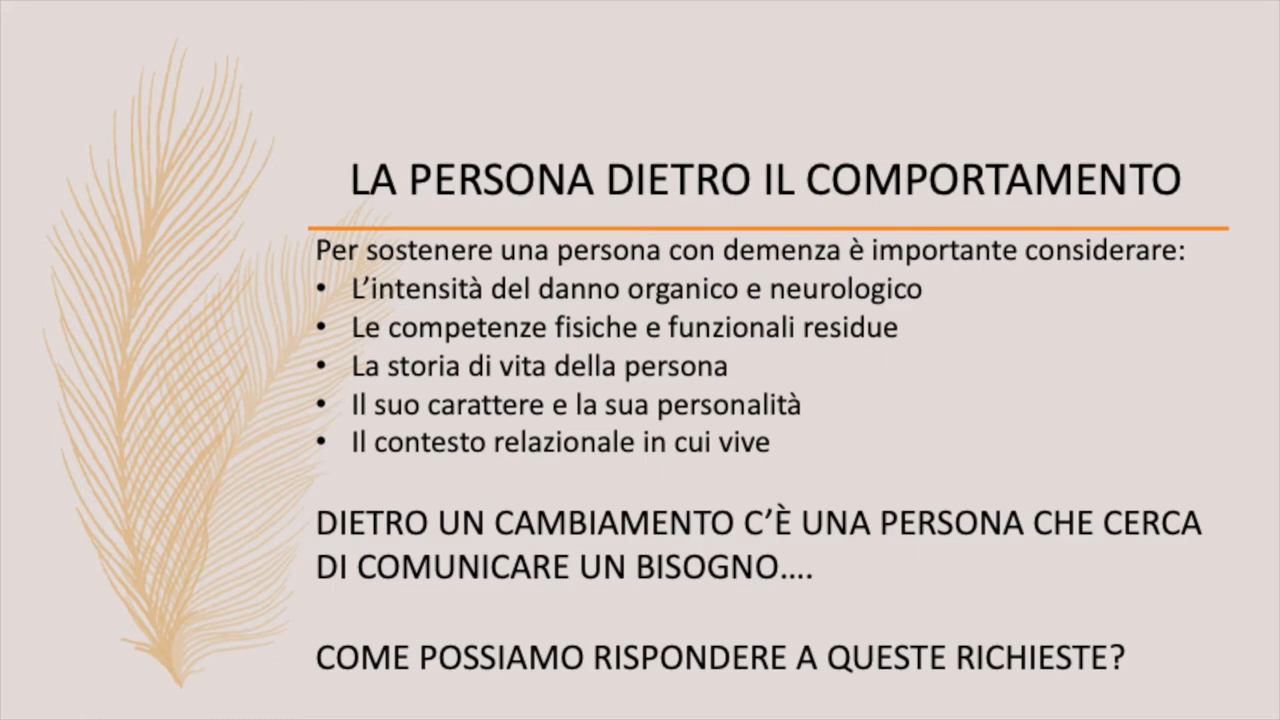 LA PERSONA DIETRO IL COMPORTAMENTO
Per sostenere una persona con demenza è importante considerare:
• L’intensità del danno organico e neurologico
• Le competenze fisiche e funzionali residue
• La storia di vita della persona
• Il suo carattere e la sua personalità
• Il contesto relazionale in cui vive
DIETRO UN CAMBIAMENTO C’È UNA PERSONA CHE CERCA
DI COMUNICARE UN BISOGNO….
COME POSSIAMO RISPONDERE A QUESTE RICHIESTE?